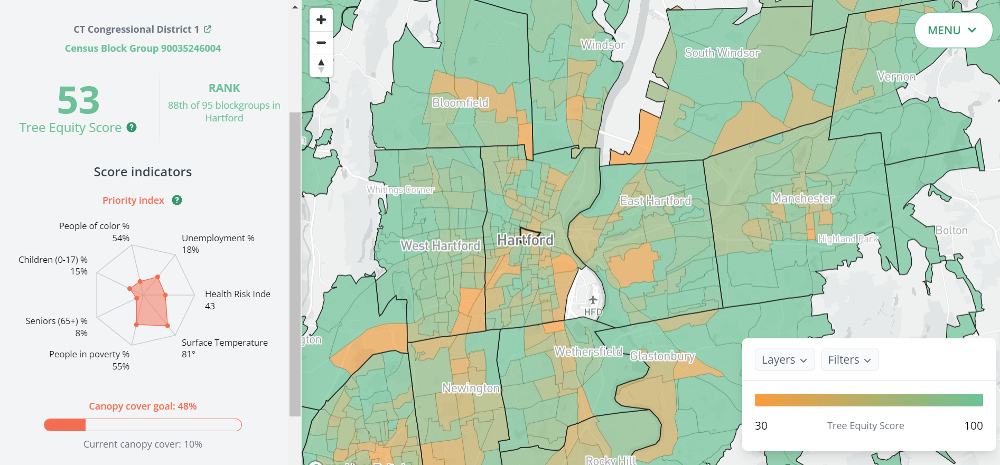 CT Congressional District 1
Census Block Group 90035246004
53
Tree Equity Score ?
RANK
88th of 95 blockgroups in
Hartford
Score indicators
Priority index ?
People of color %
54%
Unemployment %
18%
Children (0-17) %
15%
Health Risk Inde
43
Seniors (65+) %
8%
Surface Temperature
81°
People in poverty %
55%
Canopy cover goal: 48%
Current canopy cover: 10%
MENU
Windsor
South Windsor
Vernon
Bloomfield
Whitings Corner
East Hartford
Manchester
Hartford
West Hartford
Highland Park
Bolton
HFD
gton
Wethersfield
Glastonbury
Newington
Rocky Hill
Layers
Filters
30
Tree Equity Score
100